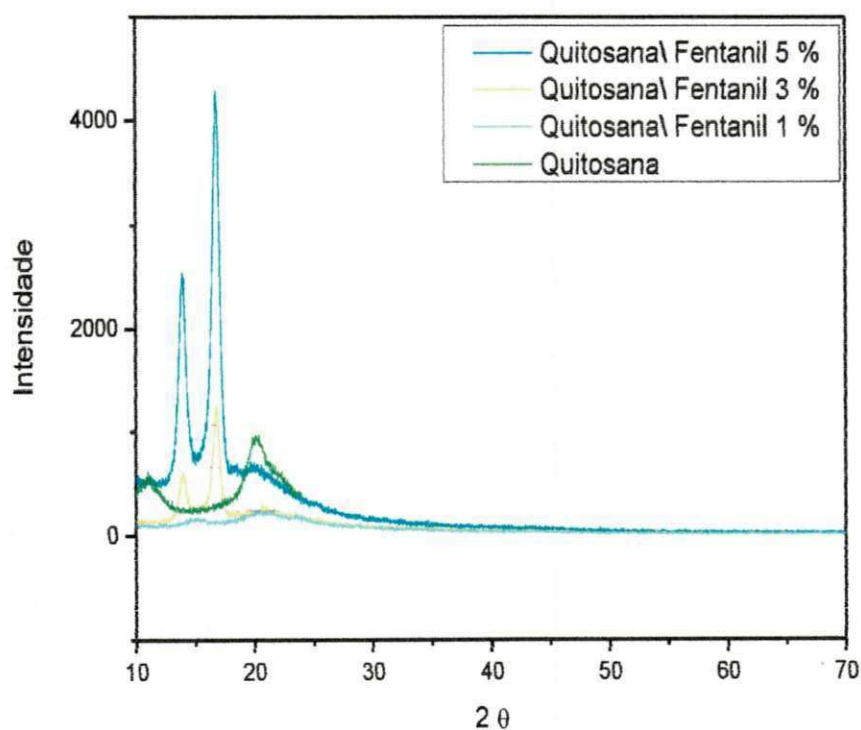 Quitosana\ Fentanil 5 %
Quitosana\ Fentanil 3 %
Quitosana\ Fentanil 1 %
Quitosana
4000
2000
0
Intensidade
10 20 30 40 50 60 70
2 θ